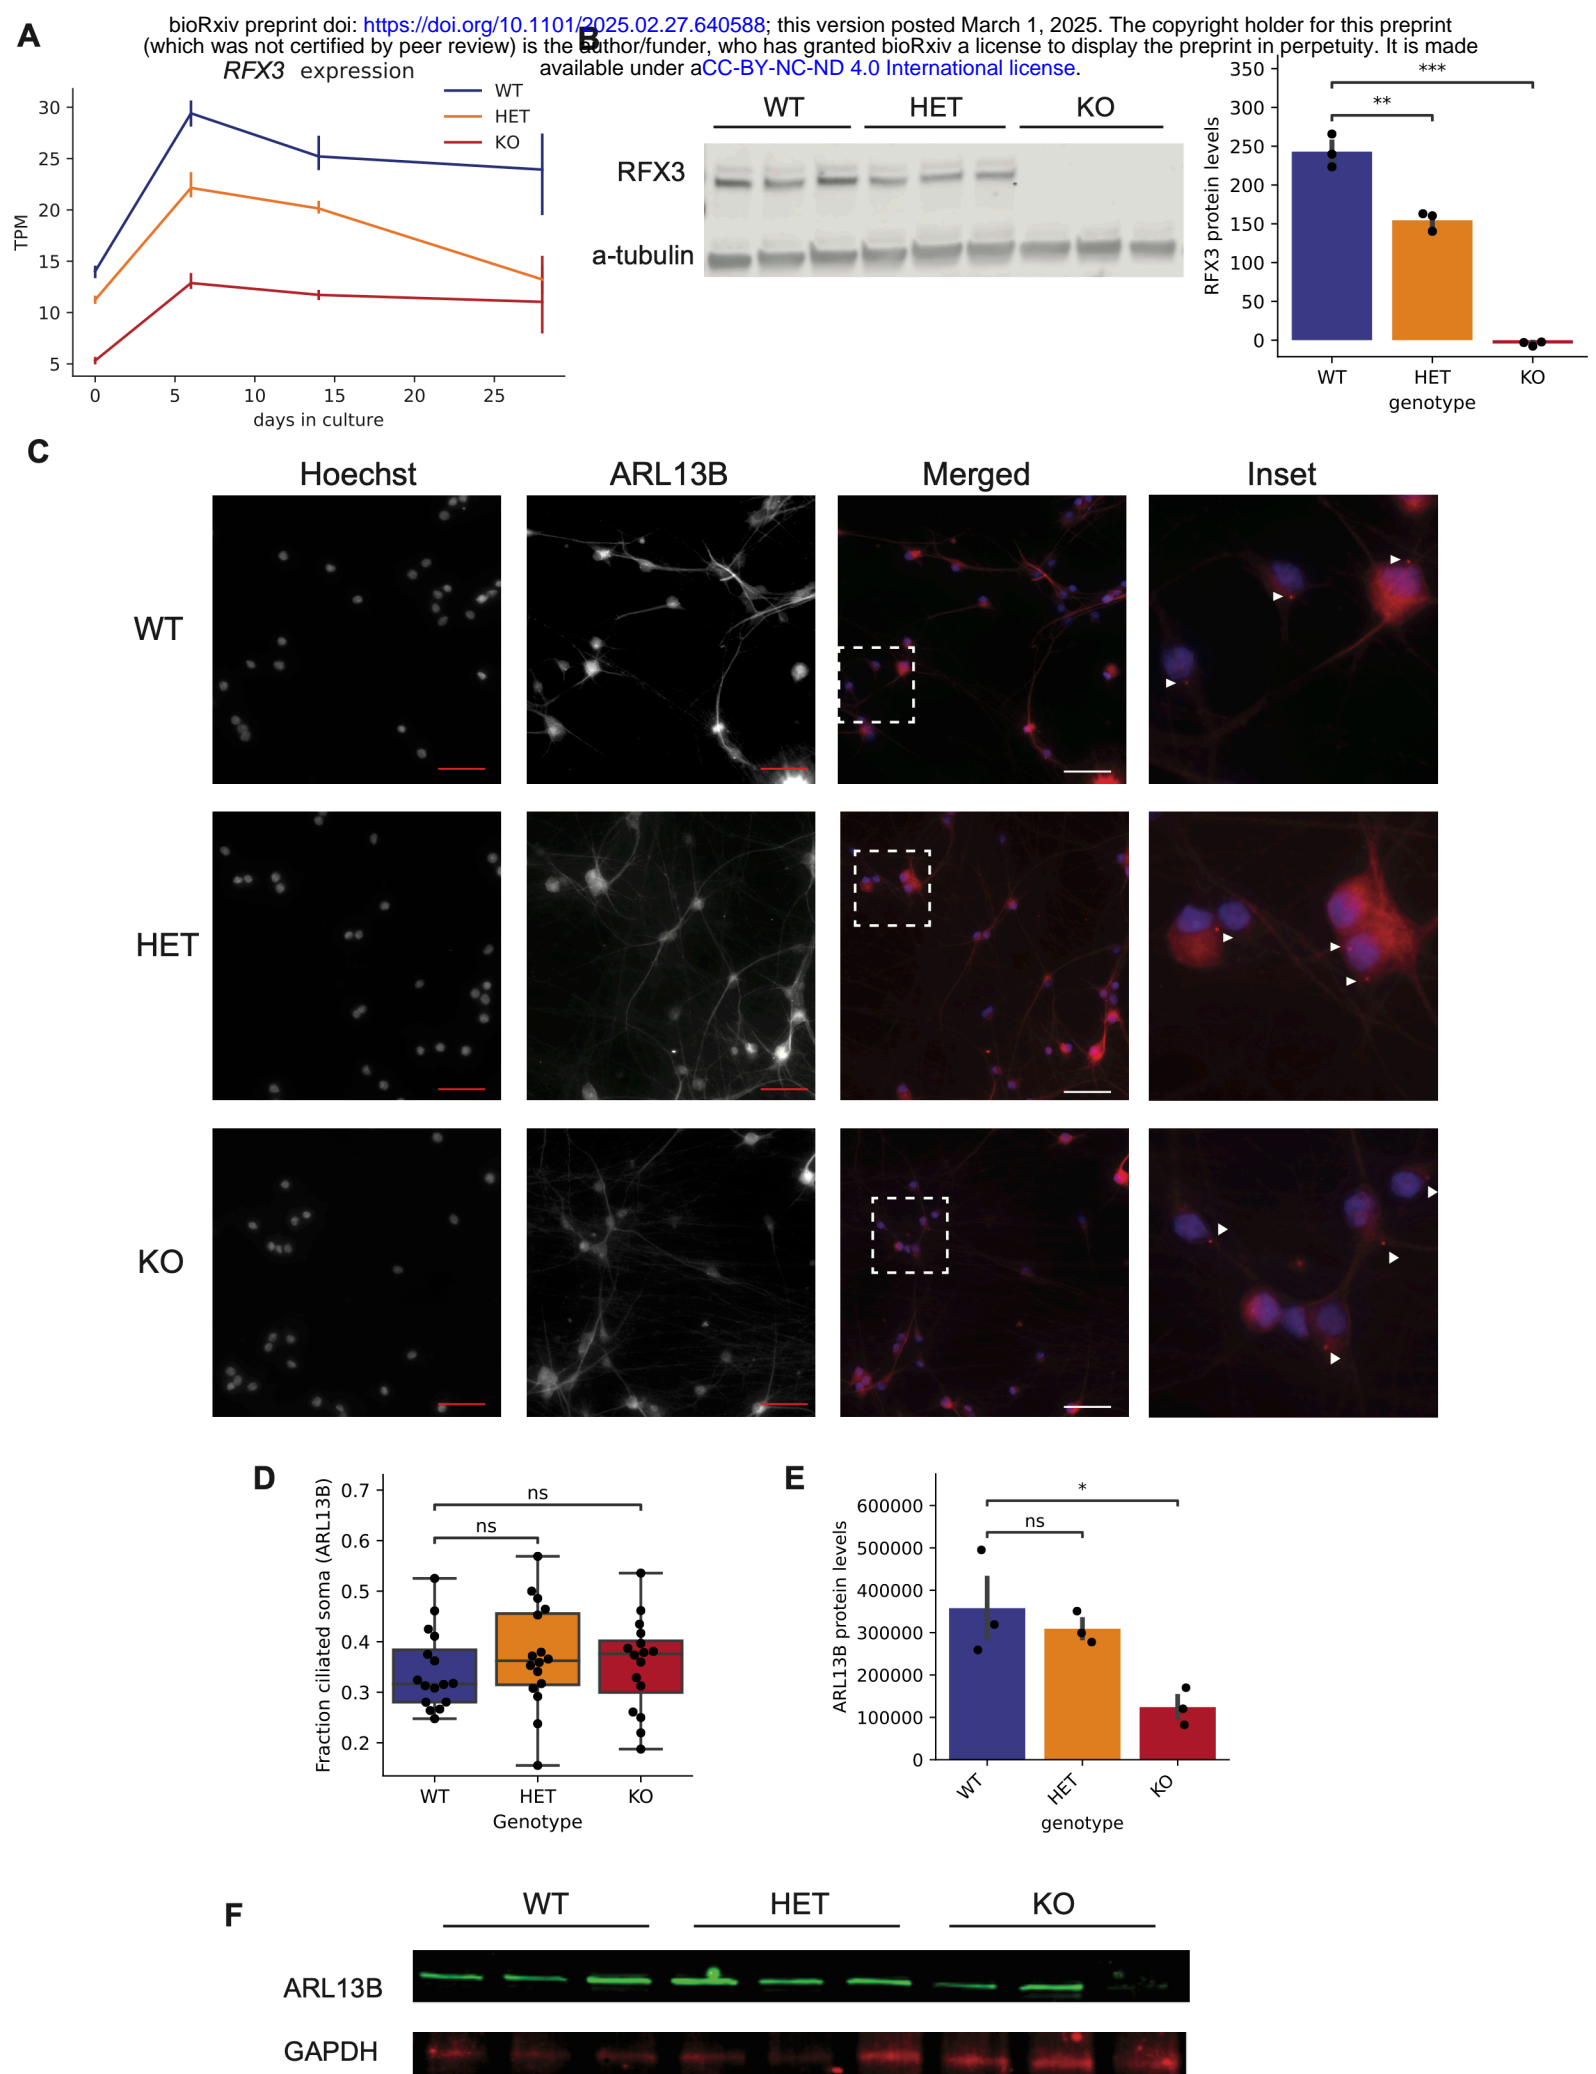 bioRxiv preprint doi: https://doi.org/10.1101/2025.02.27.640588; this version posted March 1, 2025. The copyright holder for this preprint
(which was not certified by peer review) is the author/funder, who has granted bioRxiv a license to display the preprint in perpetuity. It is made
available under aCC-BY-NC-ND 4.0 International license.
A
RFX3 expression
WT
HET
KO
30
25
20
15
10
5
TPM
0 5 10 15 20 25
days in culture
B
WT HET KO
RFX3
a-tubulin
350
300
250
200
150
100
50
0
RFX3 protein levels
***
**
WT HET KO
genotype
C
Hoechst ARL13B Merged Inset
WT
HET
KO
D
0.7
0.6
0.5
0.4
0.3
0.2
Fraction ciliated soma (ARL13B)
ns
ns
WT HET KO
Genotype
E
600000
500000
400000
300000
200000
100000
0
ARL13B protein levels
*
ns
WT HET KO
genotype
F
WT HET KO
ARL13B
GAPDH